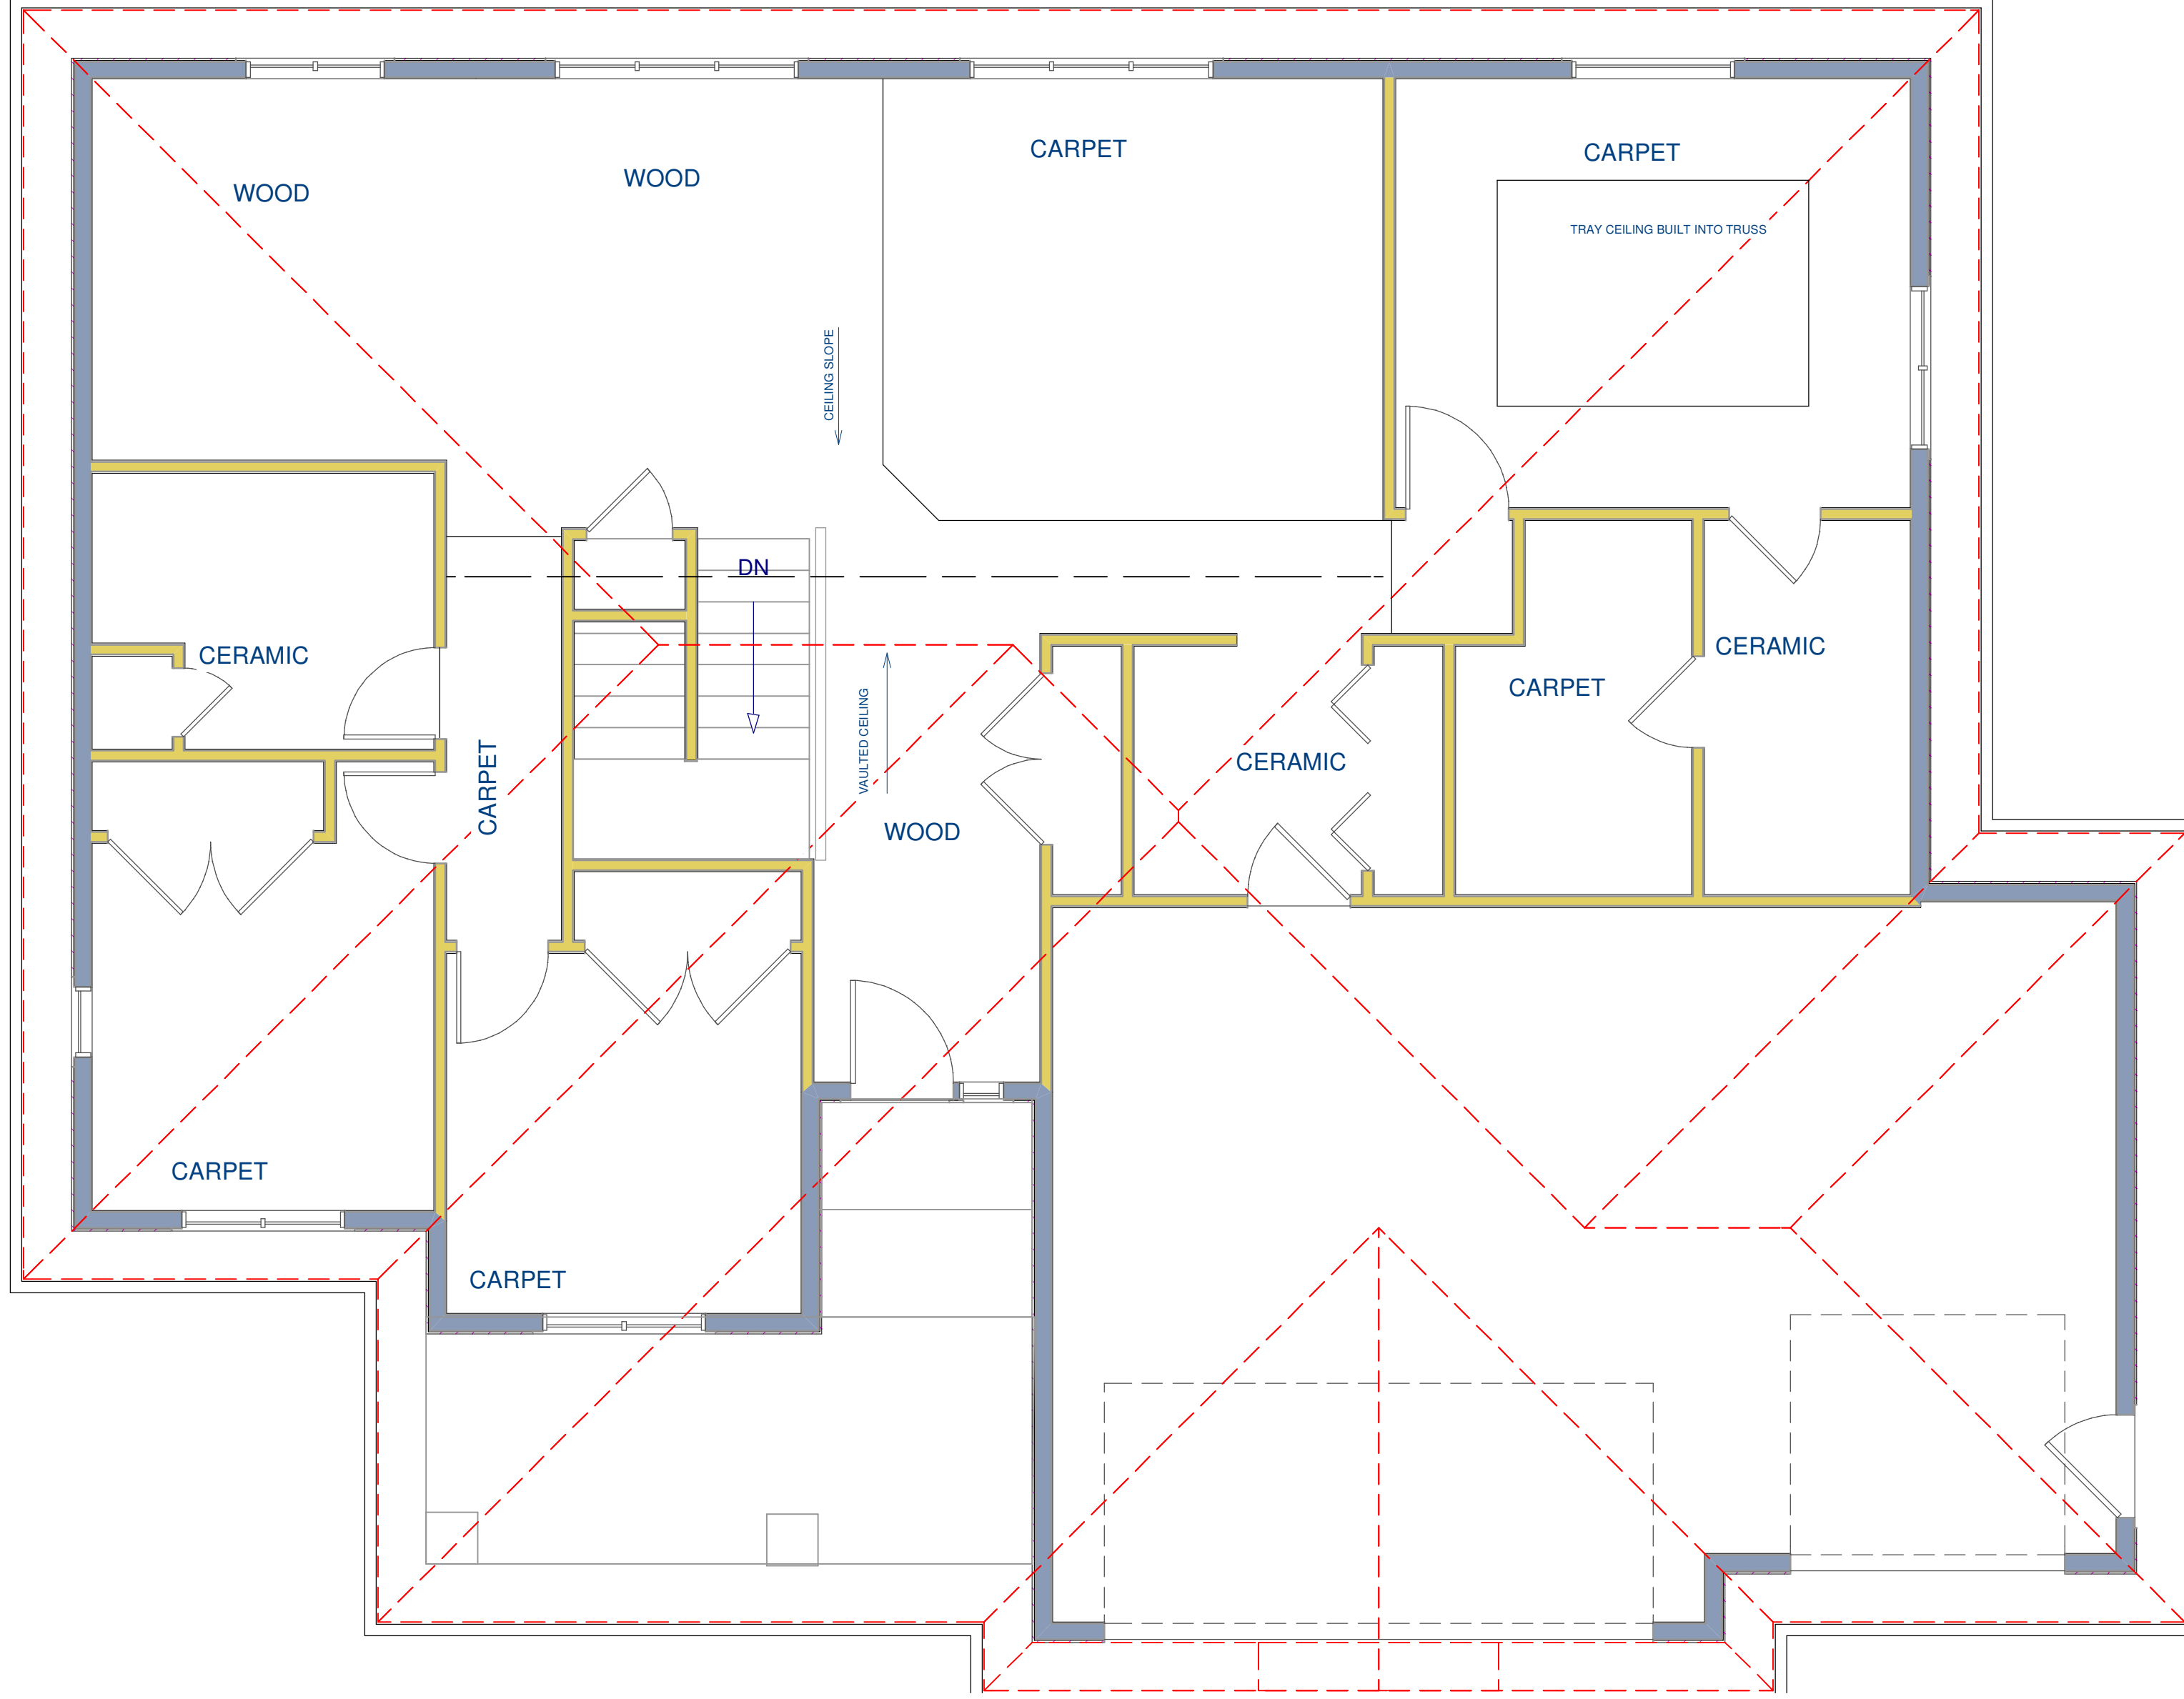 CARPET
CARPET
WOOD
WOOD
TRAY CEILING BUILT INTO TRUSS
CEILING SLOPE
DN
CERAMIC
CERAMIC
CARPET
VAULTED CEILING
CERAMIC
CARPET
WOOD
CARPET
CARPET